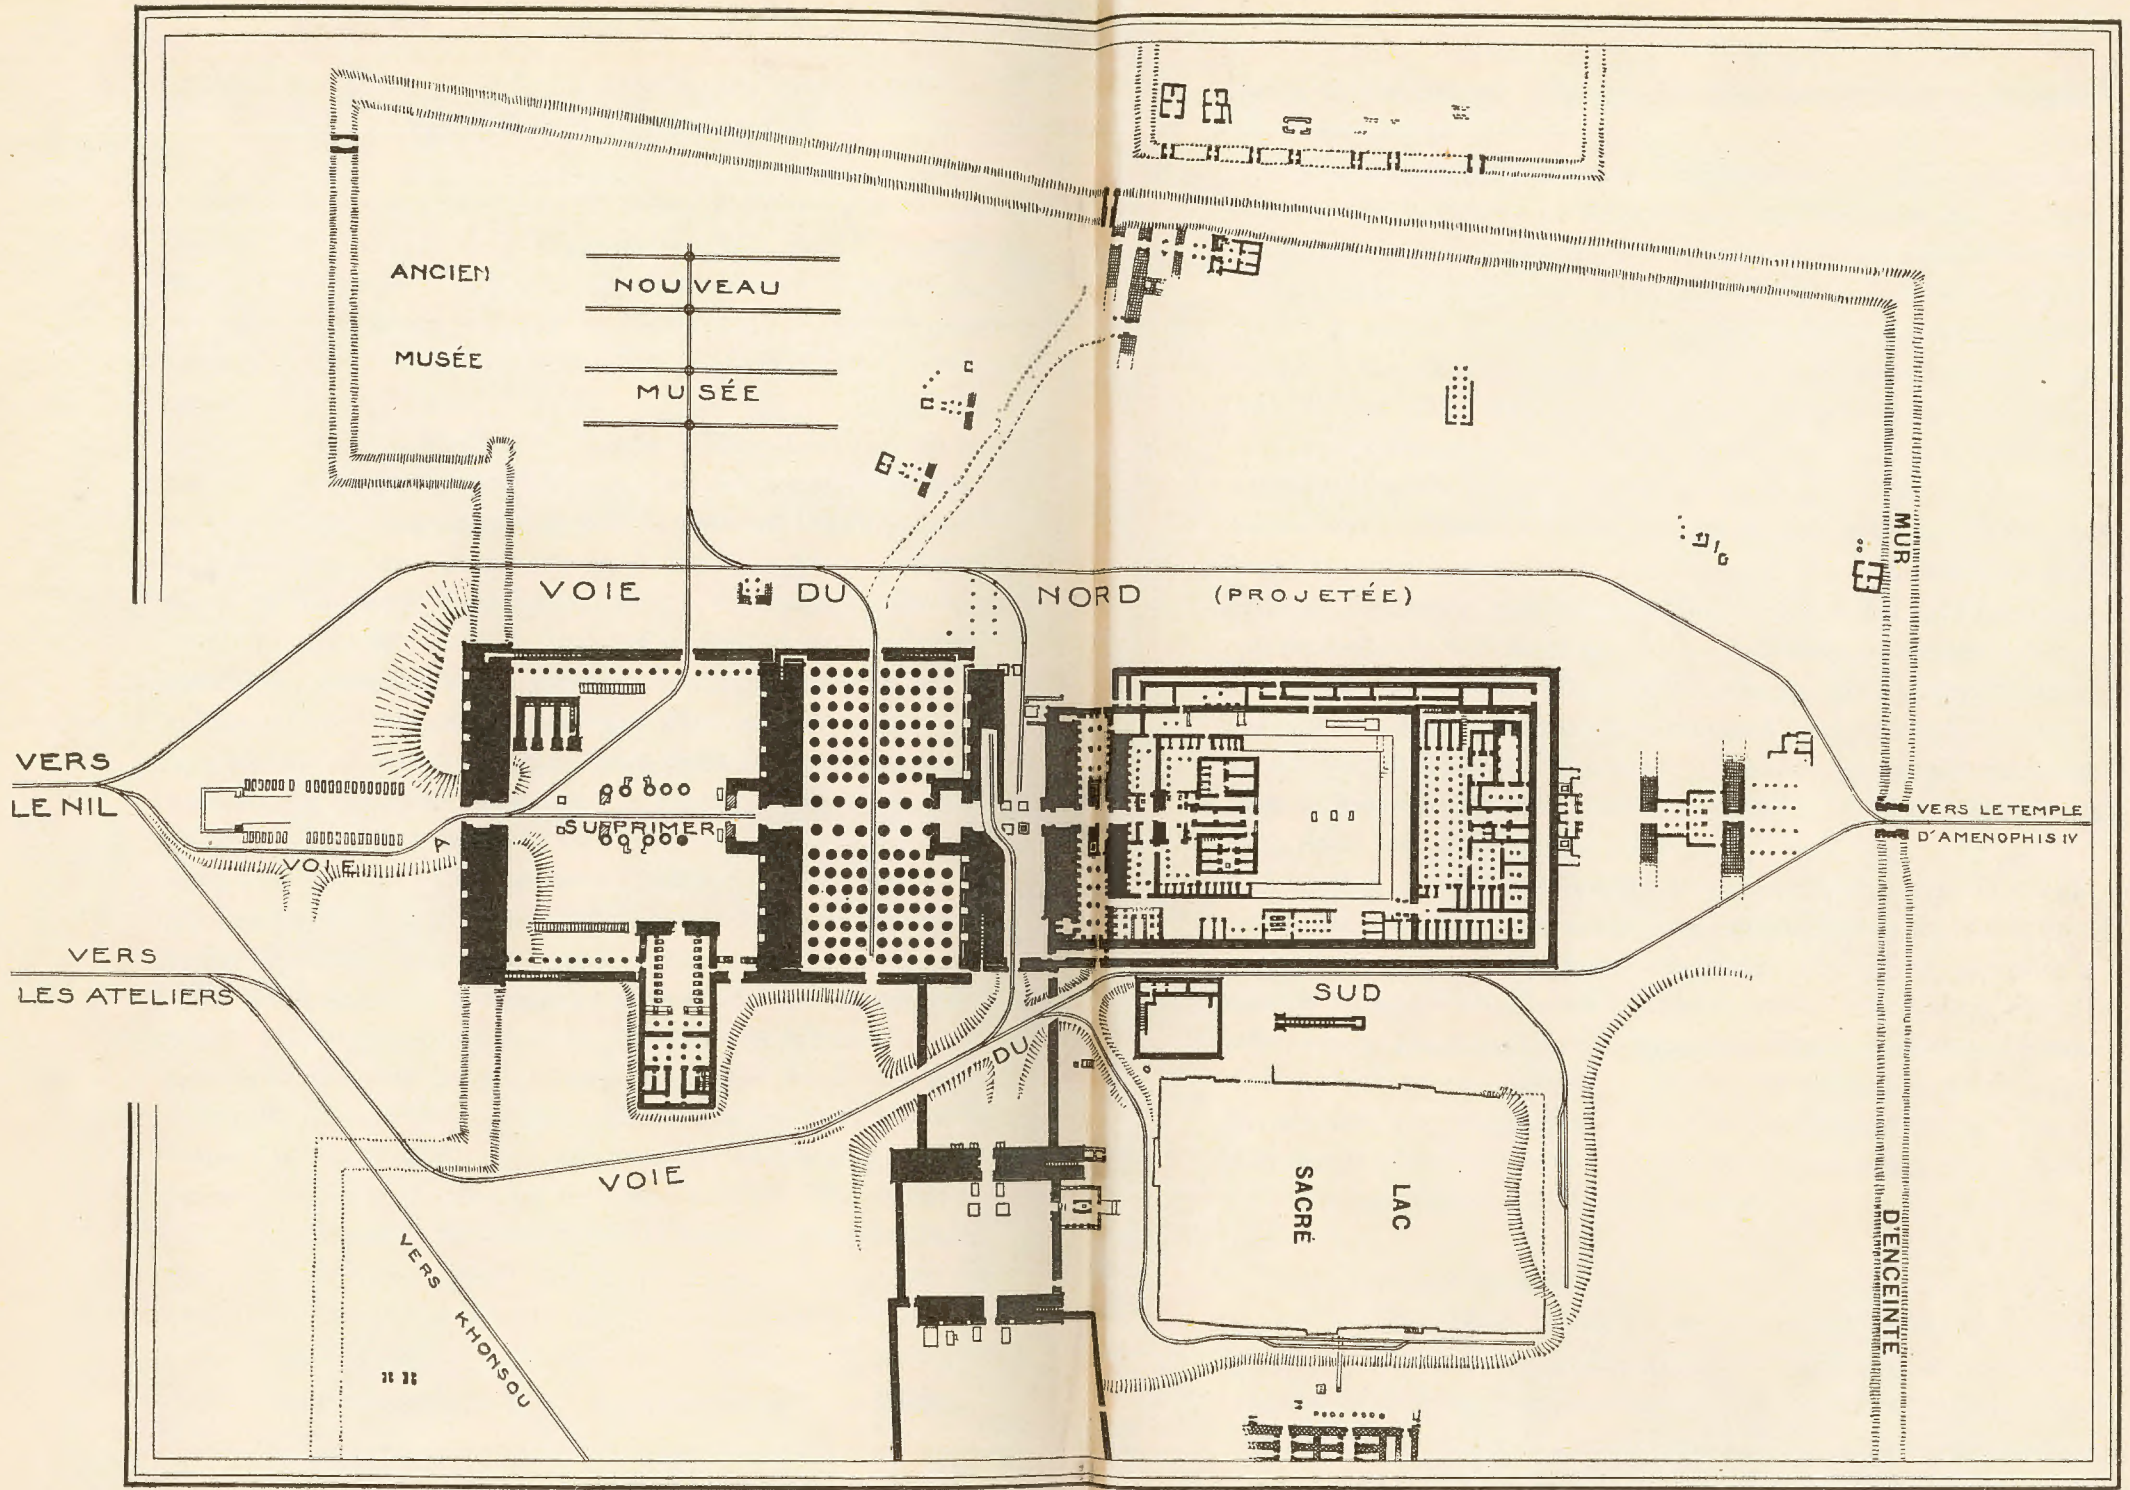 ANCIEN
MUSÉE
NOUVEAU
MUSÉE
VOIE DU NORD (PROJETÉE)
MUR
D'ENCEINTE
VERS
LE NIL
VOIE A SUPPRIMER
VERS LE TEMPLE
D'AMENOPHIS IV
VERS
LES ATELIERS
VOIE DU SUD
LAC
SACRÉ
VERS KHONSOU